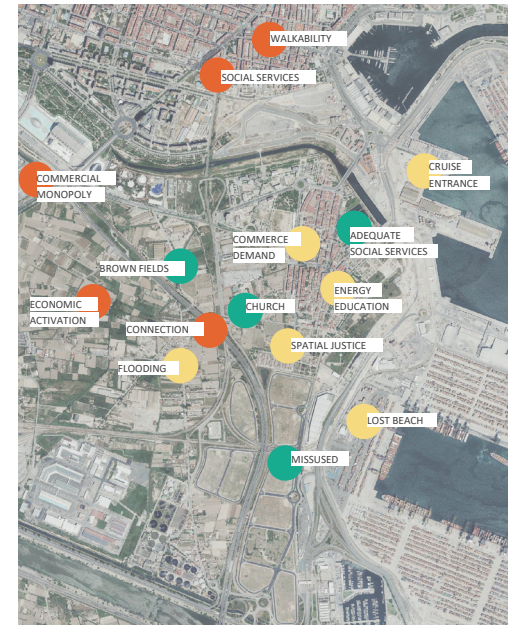 WALKABILITY
SOCIAL SERVICES
CRUISE
ENTRANCE
COMMERCIAL
MONOPOLY
ADEQUATE
SOCIAL SERVICES
COMMERCE
DEMAND
BROWN FIELDS
ENERGY
EDUCATION
ECONOMIC
ACTIVATION
CHURCH
CONNECTION
SPATIAL JUSTICE
FLOODING
LOST BEACH
MISSUSED